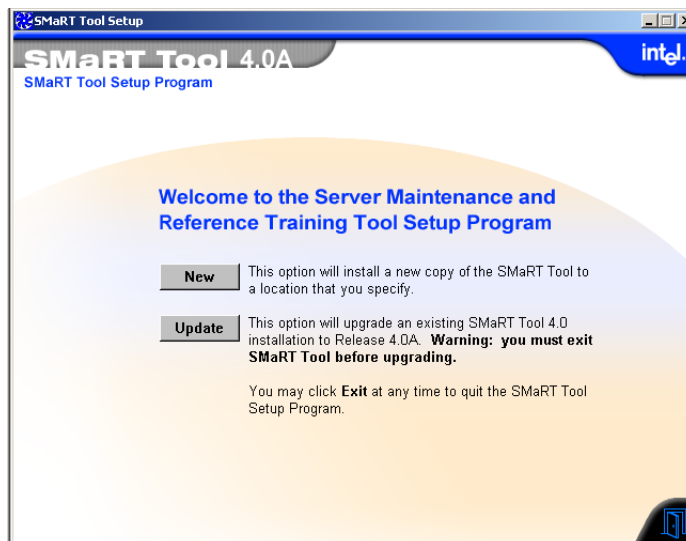 SMaRT Tool Setup
SMaRT Tool 4.0A
intel.
SMaRT Tool Setup Program
Welcome to the Server Maintenance and
Reference Training Tool Setup Program
New
This option will install a new copy of the SMaRT Tool to
a location that you specify.
Update
This option will upgrade an existing SMaRT Tool 4.0
installation to Release 4.0A. Warning: you must exit
SMaRT Tool before upgrading.
You may click Exit at any time to quit the SMaRT Tool
Setup Program.